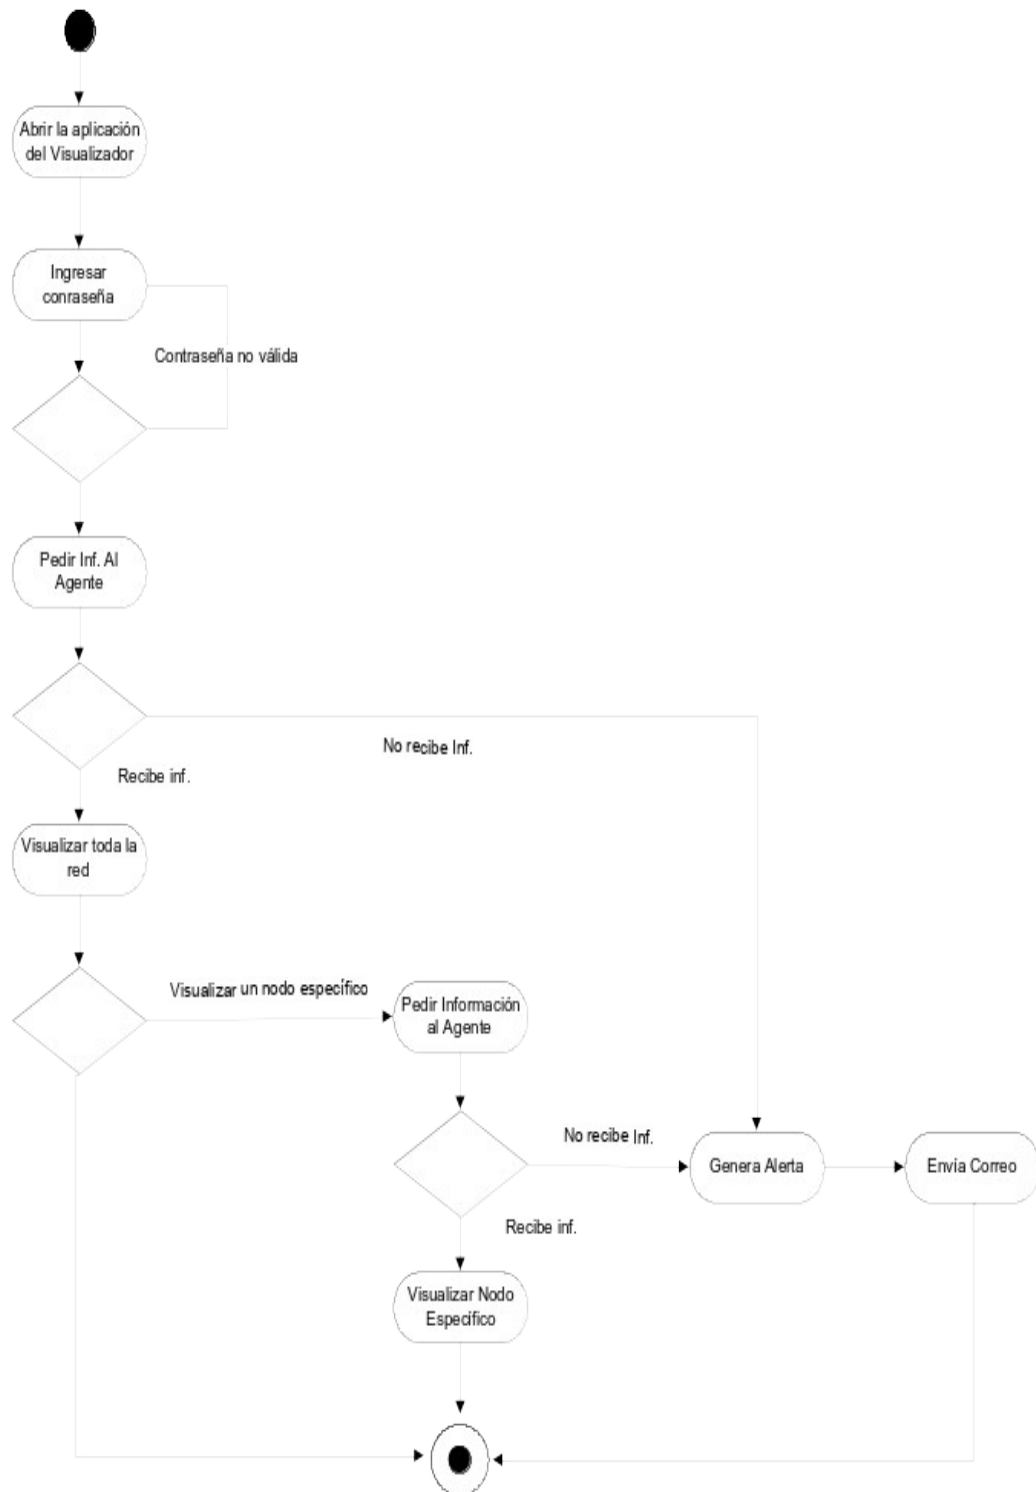 Abrir la aplicación
del Visualizador
Ingresar
conraseña
Contraseña no válida
Pedir Inf. Al
Agente
No recibe Inf.
Recibe inf.
Visualizar toda la
red
Visualizar un nodo específico
Pedir Información
al Agente
No recibe Inf.
Genera Alerta
Envía Correo
Recibe inf.
Visualizar Nodo
Específico